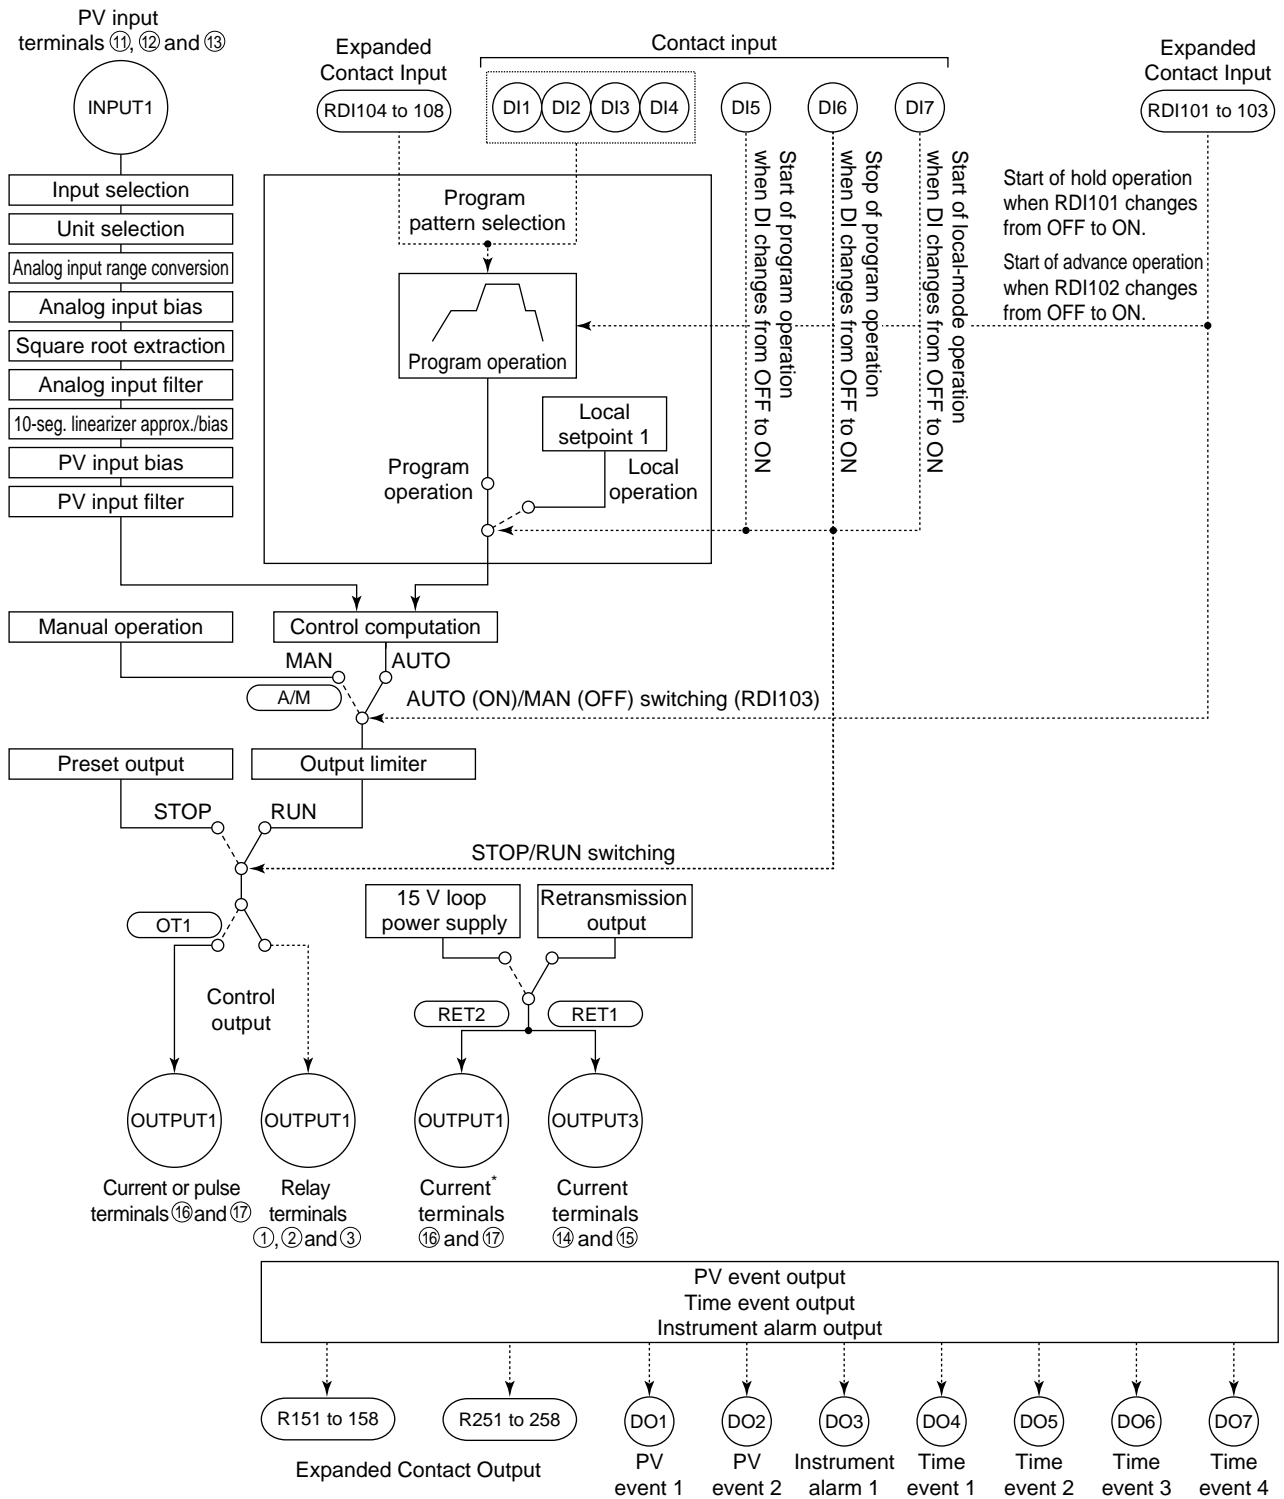 PV input
terminals ⑪, ⑫ and ⑬
INPUT1
Input selection
Unit selection
Analog input range conversion
Analog input bias
Square root extraction
Analog input filter
10-seg. linearizer approx./bias
PV input bias
PV input filter
Expanded
Contact Input
RDI104 to 108
Contact input
DI1
DI2
DI3
DI4
DI5
DI6
DI7
Expanded
Contact Input
RDI101 to 103
Start of program operation
when DI changes from OFF to ON
Stop of program operation
when DI changes from OFF to ON
Start of local-mode operation
when DI changes from OFF to ON
Start of hold operation
when RDI101 changes
from OFF to ON.
Start of advance operation
when RDI102 changes
from OFF to ON.
Program
pattern selection
Program operation
Local
setpoint 1
Program
operation
Local
operation
Manual operation
Control computation
MAN
AUTO
A/M
AUTO (ON)/MAN (OFF) switching (RDI103)
Preset output
Output limiter
STOP
RUN
STOP/RUN switching
OT1
Control
output
15 V loop
power supply
Retransmission
output
RET2
RET1
OUTPUT1
OUTPUT1
OUTPUT1
OUTPUT3
Current or pulse
terminals ⑯ and ⑰
Relay
terminals
①, ② and ③
Current*
terminals
⑯ and ⑰
Current
terminals
⑭ and ⑮
PV event output
Time event output
Instrument alarm output
R151 to 158
R251 to 258
Expanded Contact Output
DO1
DO2
DO3
DO4
DO5
DO6
DO7
PV
event 1
PV
event 2
Instrument
alarm 1
Time
event 1
Time
event 2
Time
event 3
Time
event 4